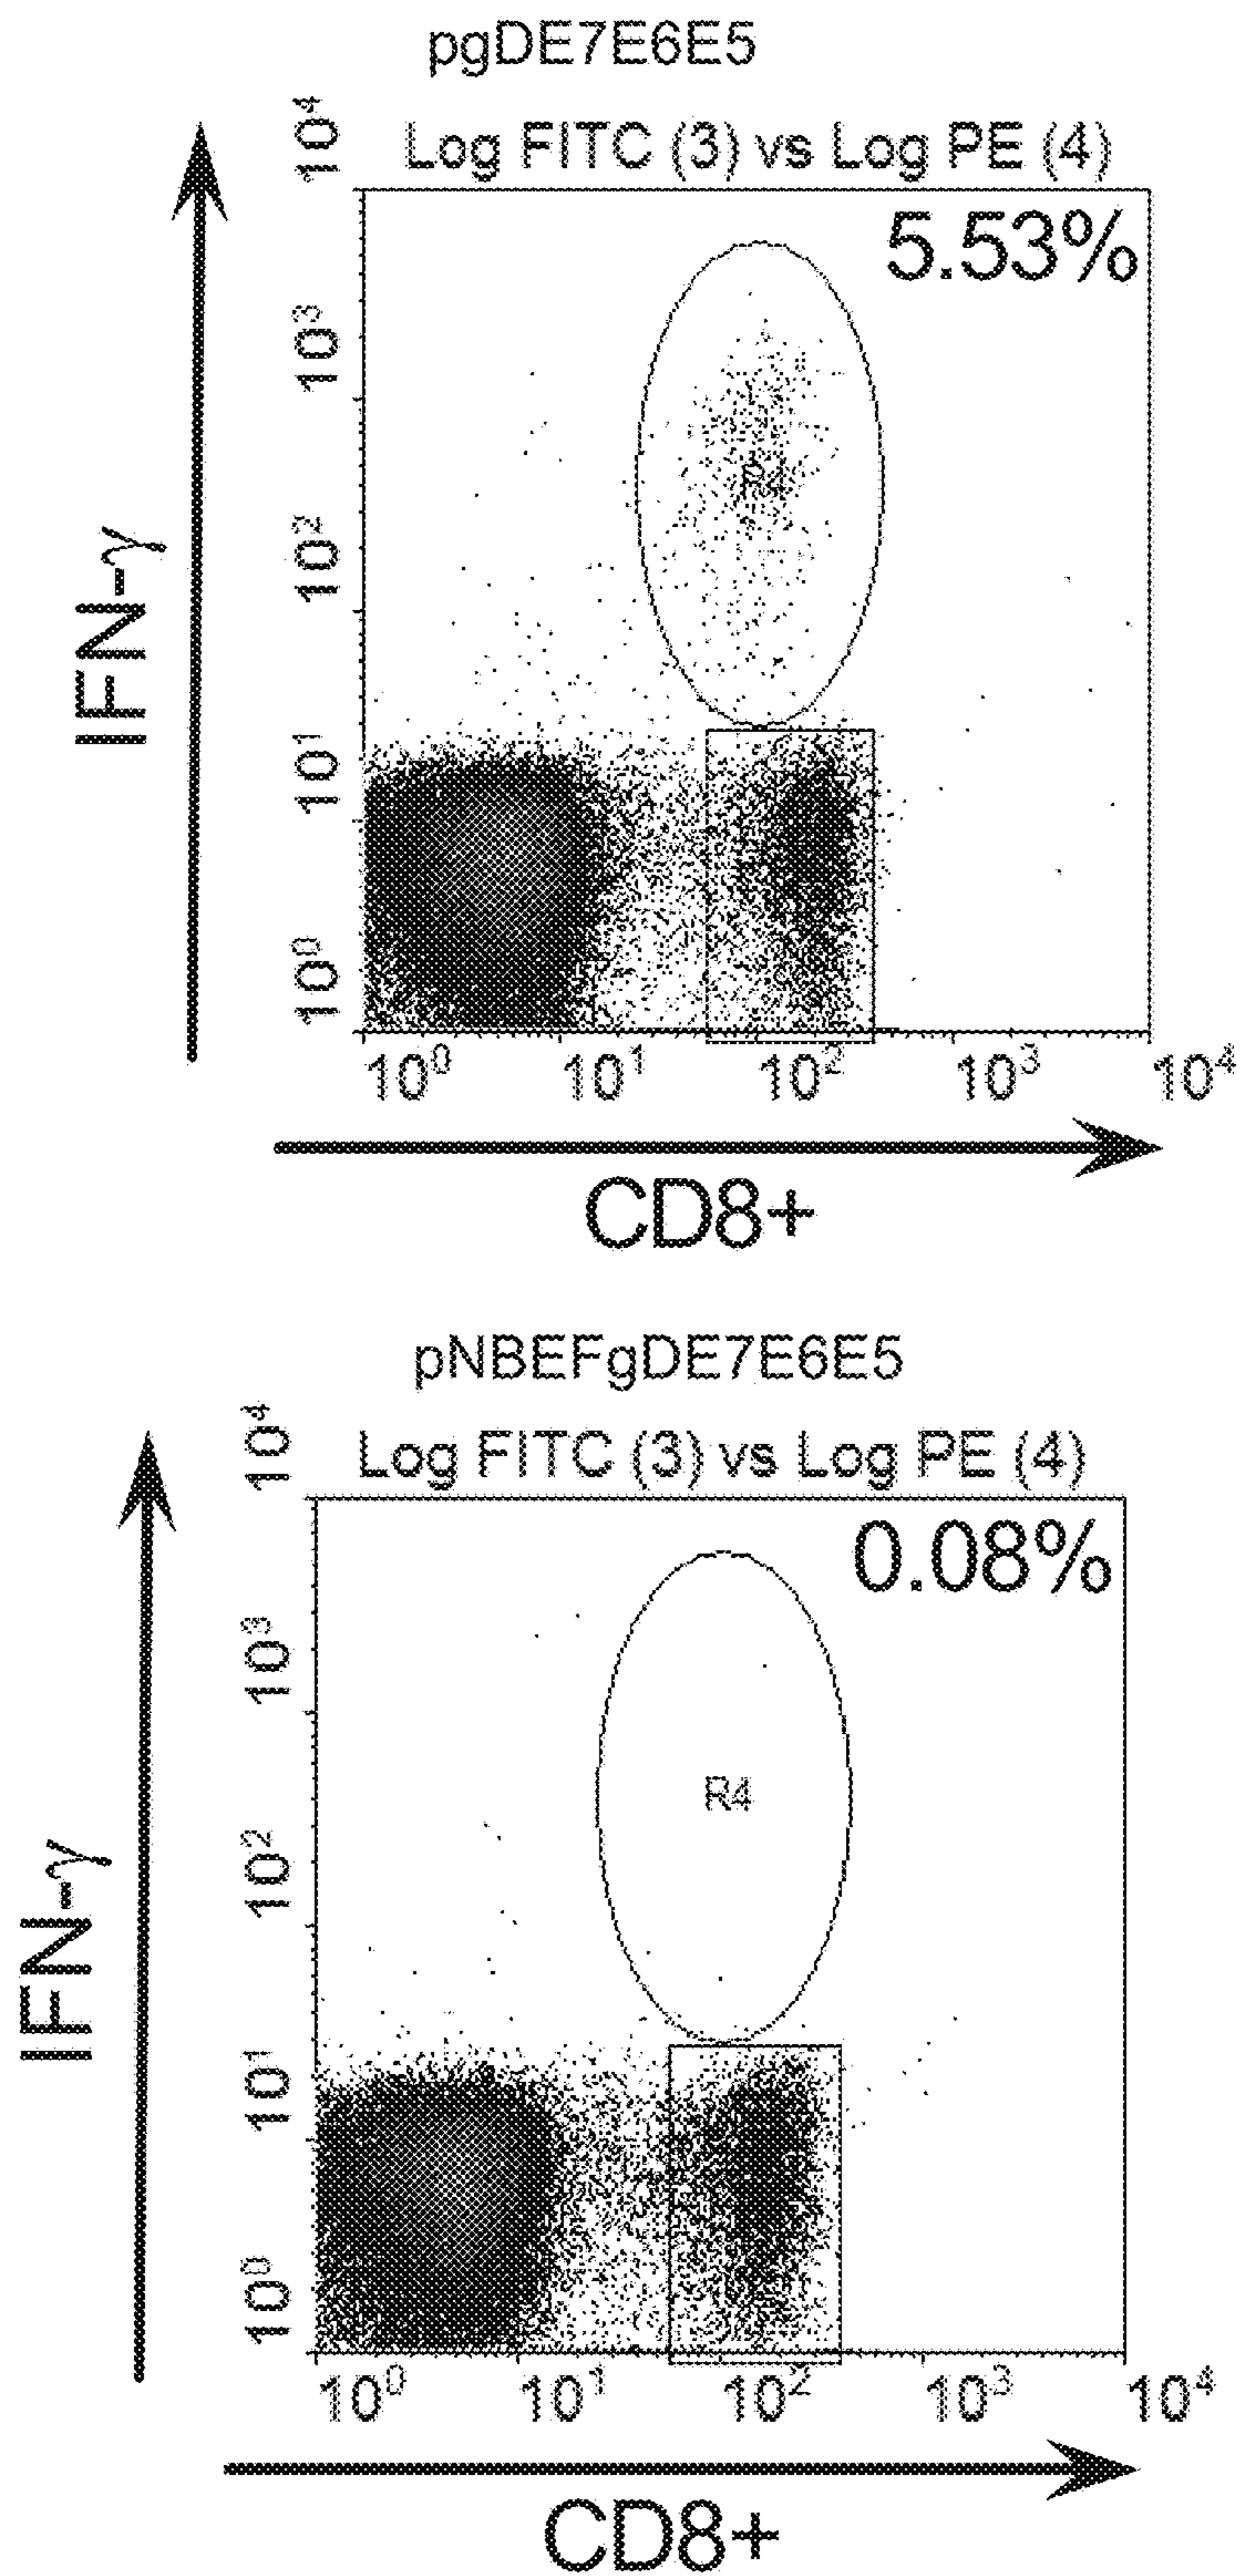 pgDE7E6E5
Log FITC (3) vs Log PE (4)
5.53%
10⁴
10³
10²
10¹
10⁰
IFN-γ
R4
10⁰ 10¹ 10² 10³ 10⁴
CD8+
pNBEFgDE7E6E5
Log FITC (3) vs Log PE (4)
0.08%
10⁴
10³
10²
10¹
10⁰
IFN-γ
R4
10⁰ 10¹ 10² 10³ 10⁴
CD8+